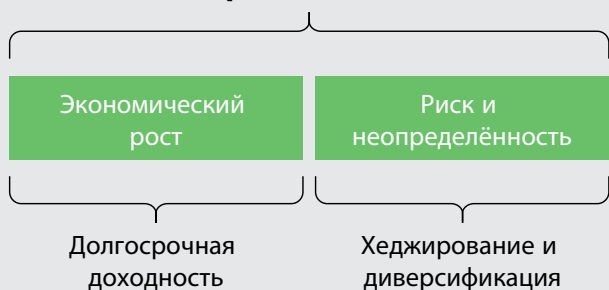 Экономический
рост
Риск и
неопределённость
Долгосрочная
доходность
Хеджирование и
диверсификация